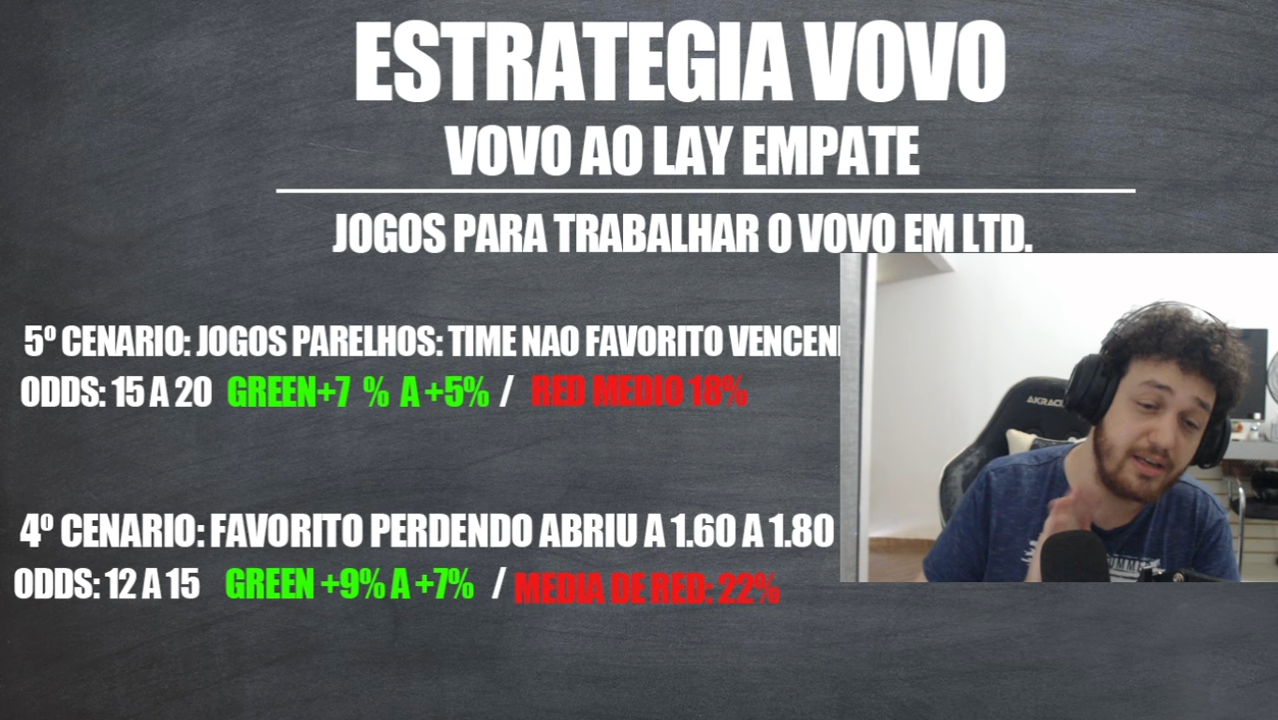 ESTRATEGIA VOVO
VOVO AO LAY EMPATE
JOGOS PARA TRABALHAR O VOVO EM LTD.
5º CENARIO: JOGOS PARELHOS: TIME NAO FAVORITO
ODDS: 15 A 20 GREEN+7 % A +5% / RED MEDIO 18%
4º CENARIO: FAVORITO PERDENDO ABRIU A 1.60 A 1.80
ODDS: 12 A 15 GREEN +9% A +7% / MEDIA DE RED: 22%